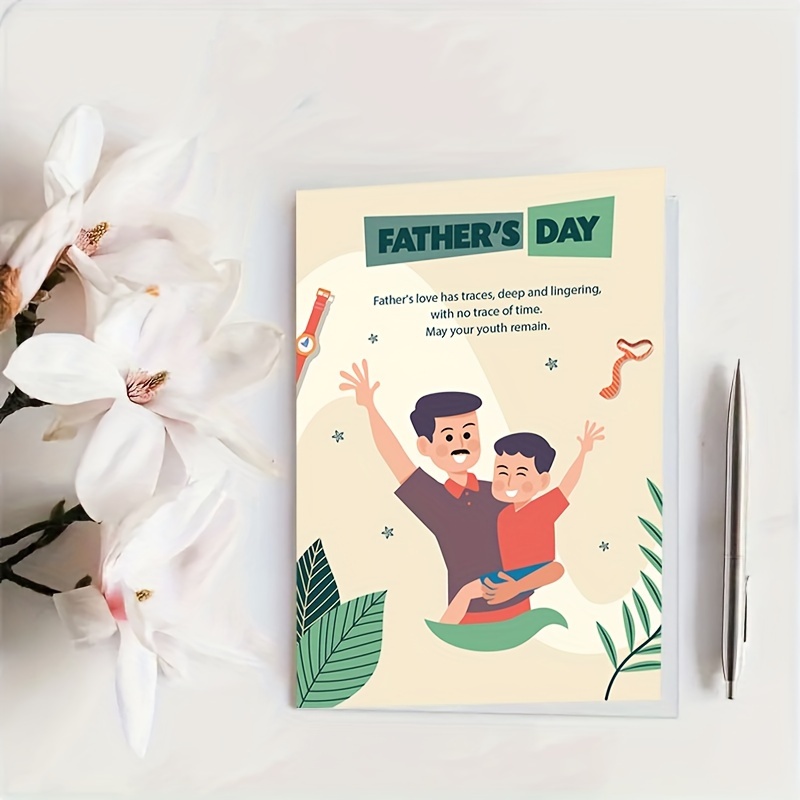 FATHER'S DAY
Father's love has traces, deep and lingering,
with no trace of time.
May your youth remain.